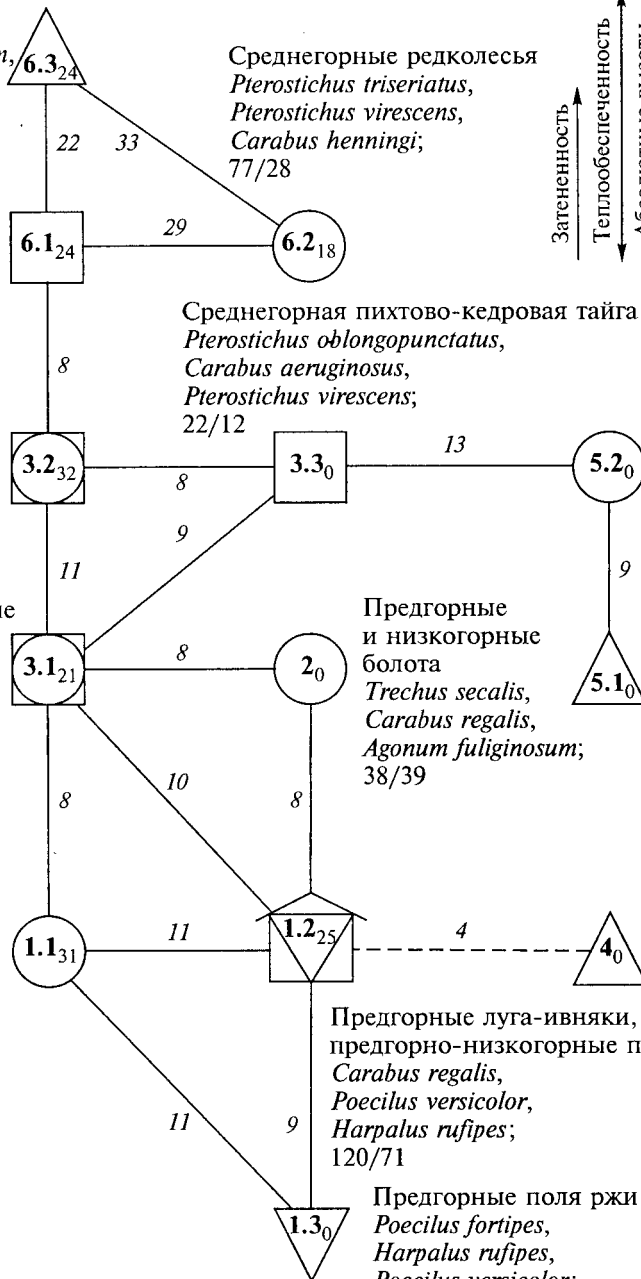 n,
6.3₂₄
Среднегорные редколесья
Pterostichus triseriatus,
Pterostichus virescens,
Carabus henningi;
77/28
Затененность
Теплообеспеченность
22
33
6.1₂₄
29
6.2₁₈
Среднегорная пихтово-кедровая тайга
Pterostichus oblongopunctatus,
Carabus aeruginosus,
Pterostichus virescens;
22/12
8
3.2₃₂
8
3.3₀
13
5.2₀
9
11
9
е
3.1₂₁
8
2₀
Предгорные
и низкогорные
болота
Trechus secalis,
Carabus regalis,
Agonum fuliginosum;
38/39
5.1₀
8
10
8
1.1₃₁
11
1.2₂₅
4
4₀
Предгорные луга-ивняки,
предгорно-низкогорные п
Carabus regalis,
Poecilus versicolor,
Harpalus rufipes;
120/71
11
9
1.3₀
Предгорные поля ржи
Poecilus fortipes,
Harpalus rufipes,
Poecilus versicolor;